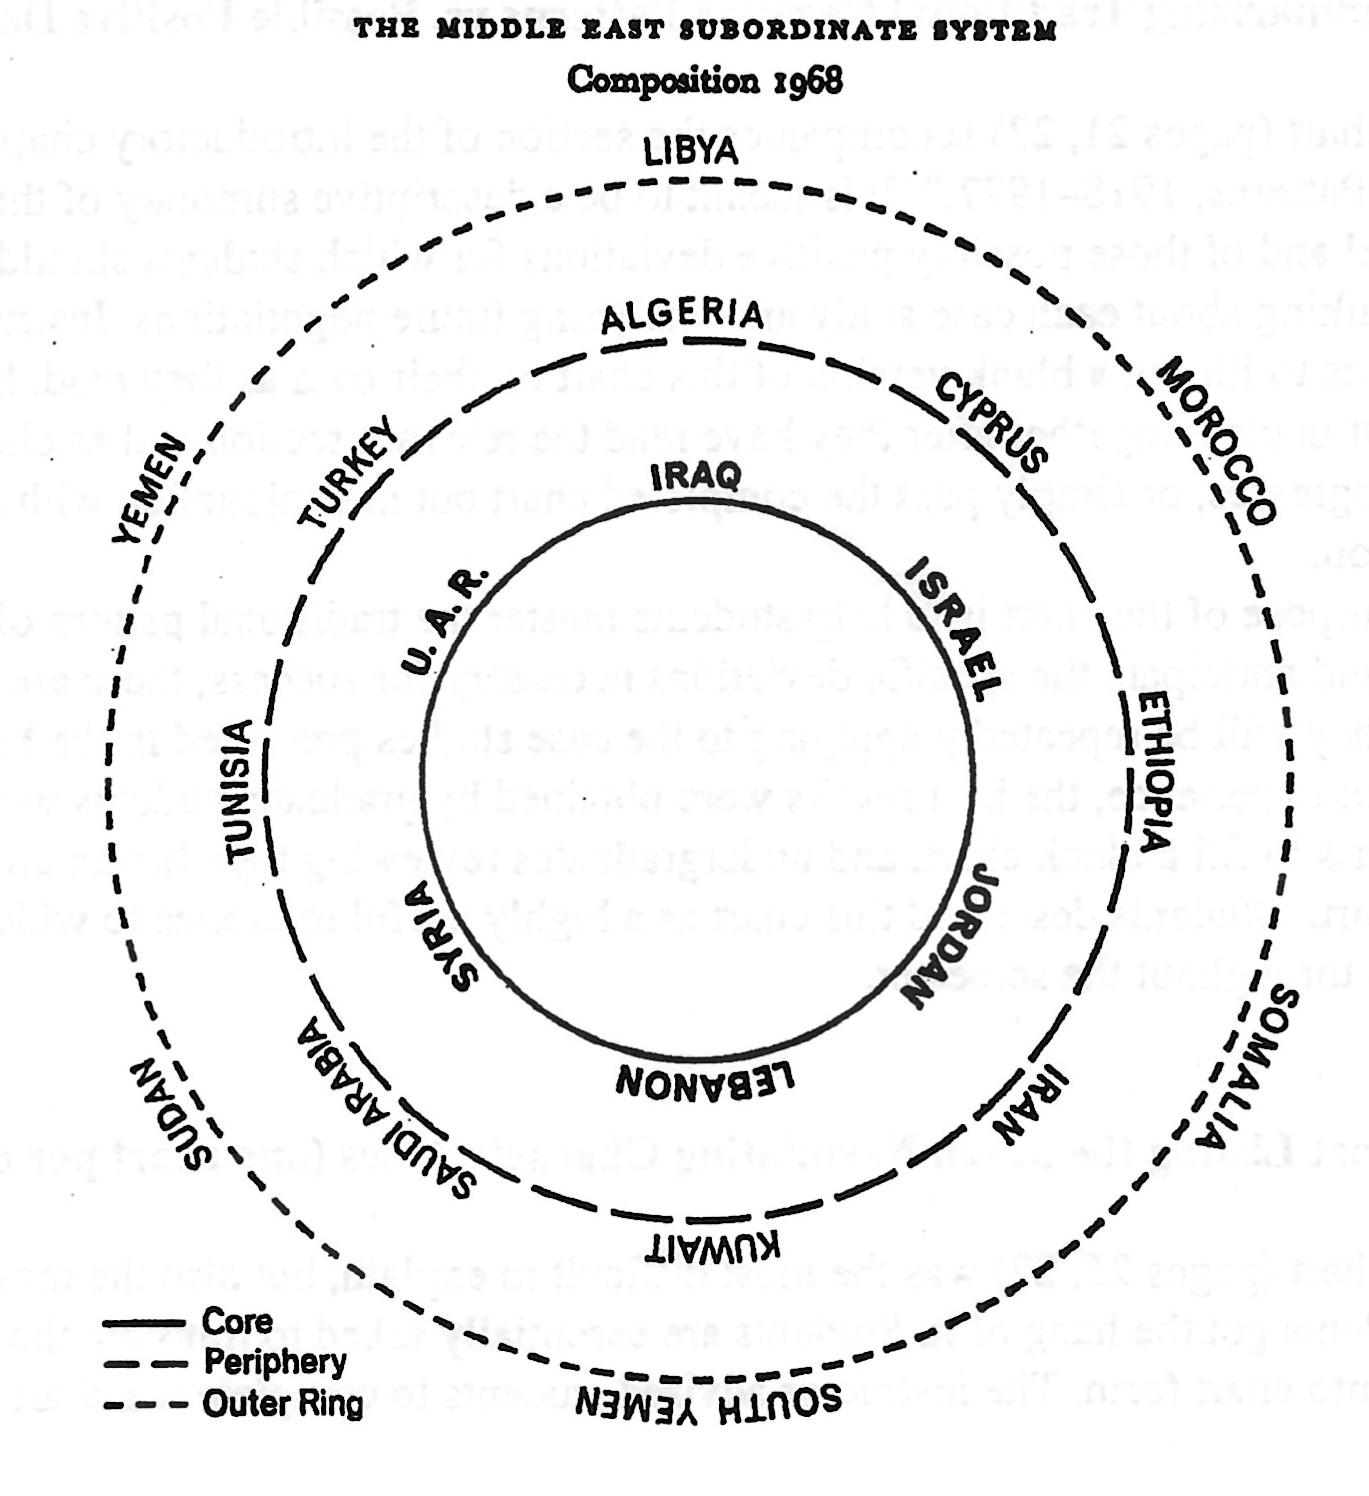 THE MIDDLE EAST SUBORDINATE SYSTEM
Composition 1968
LIBYA
ALGERIA
CYPRUS
MOROCCO
TURKEY
YEMEN
IRAQ
ISRAEL
U. A. R.
ETHIOPIA
TUNISIA
JORDAN
SYRIA
SOMALIA
SAUDI ARABIA
IRAN
SUDAN
LEBANON
KUWAIT
Core
Periphery
Outer Ring
SOUTH YEMEN